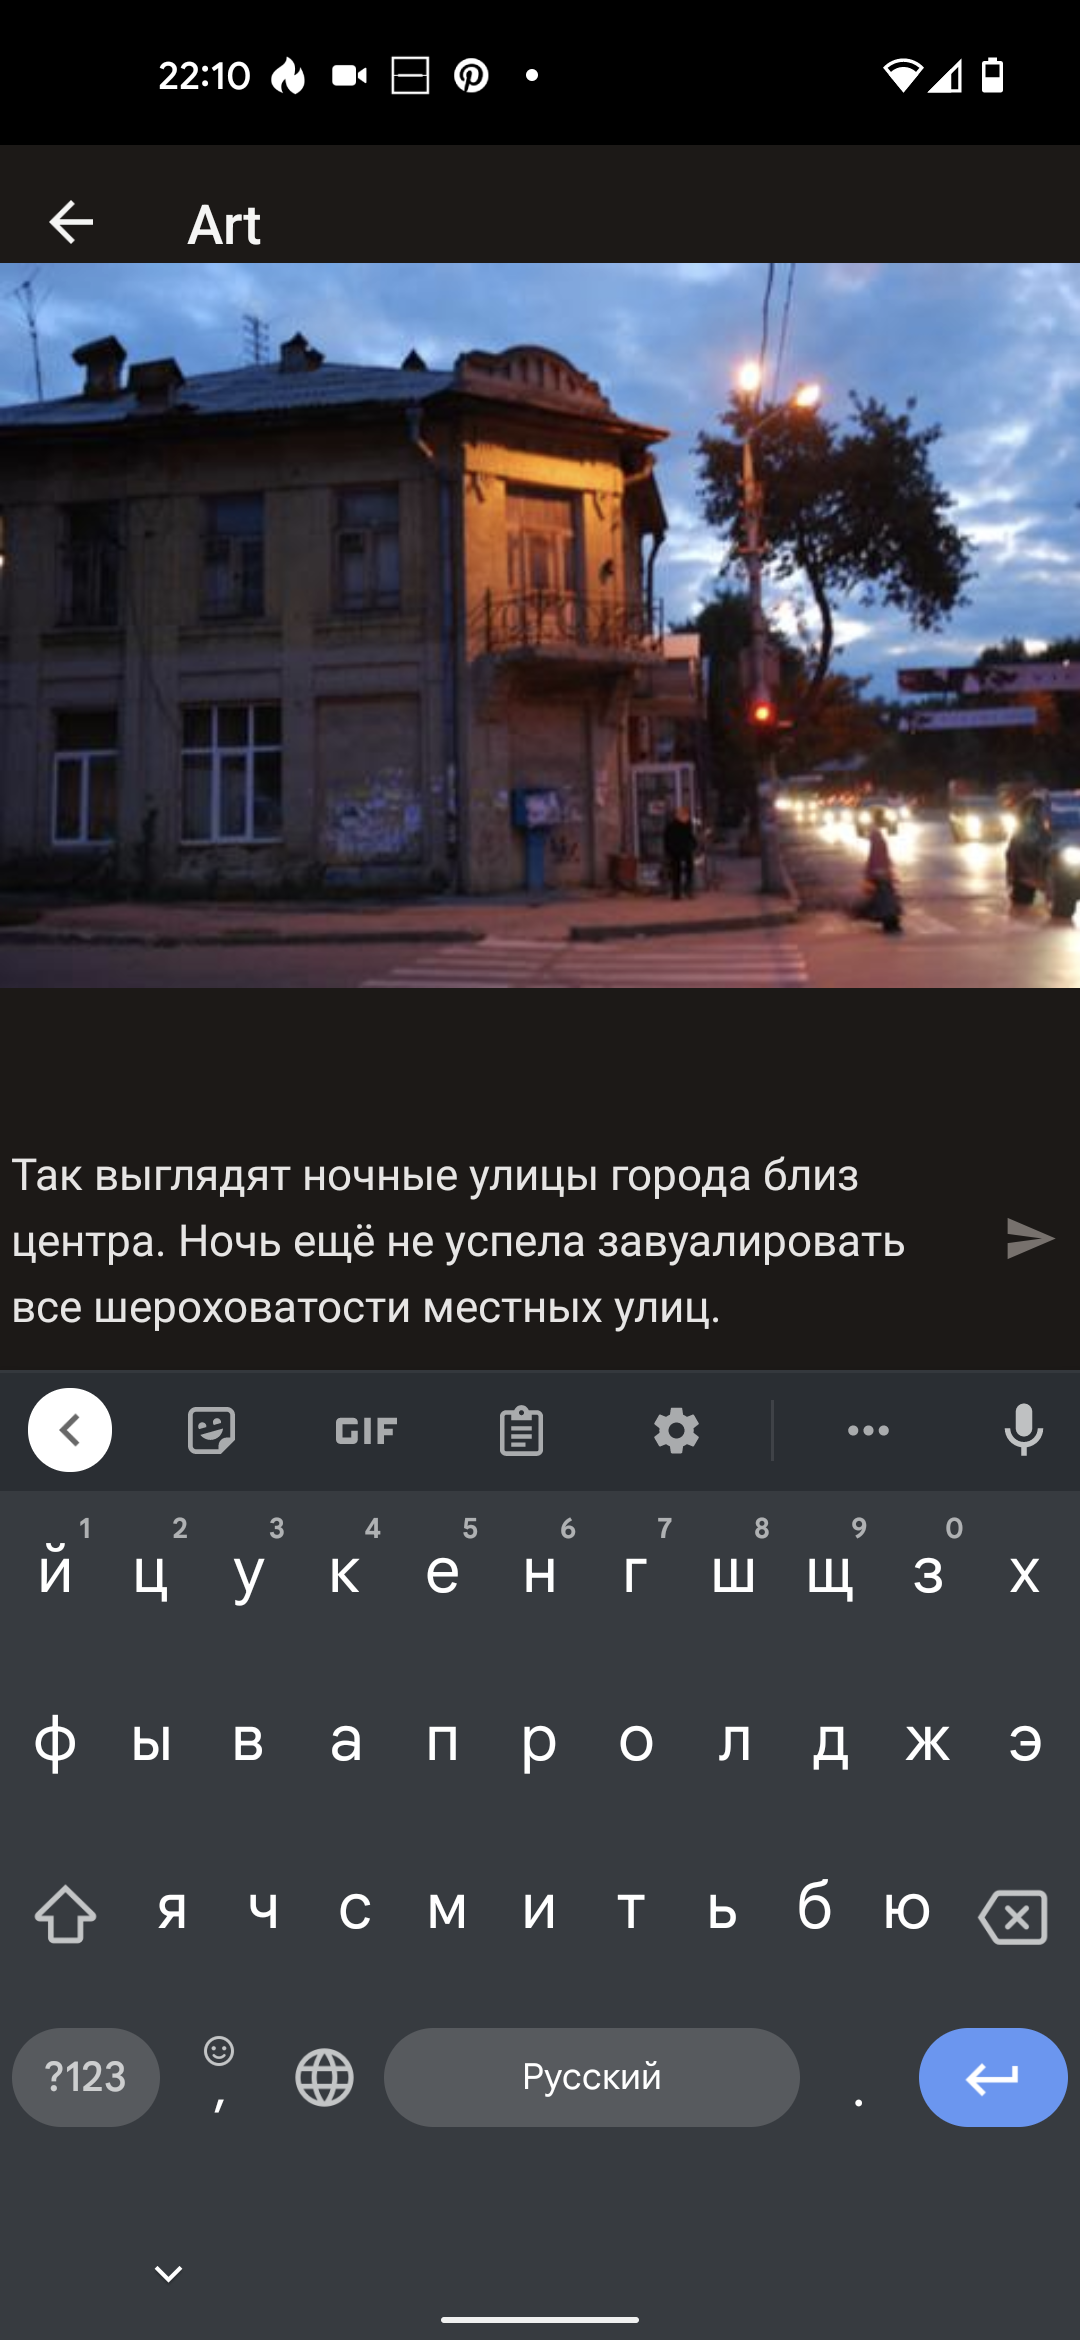 22:10
Art
Так выглядят ночные улицы города близ
центра. Ночь ещё не успела завуалировать
все шероховатости местных улиц.
GIF
1 2 3 4 5 6 7 8 9 0
й ц у к е н г ш щ з х
ф ы в а п р о л д ж э
я ч с м и т ь б ю
?123 , Русский .